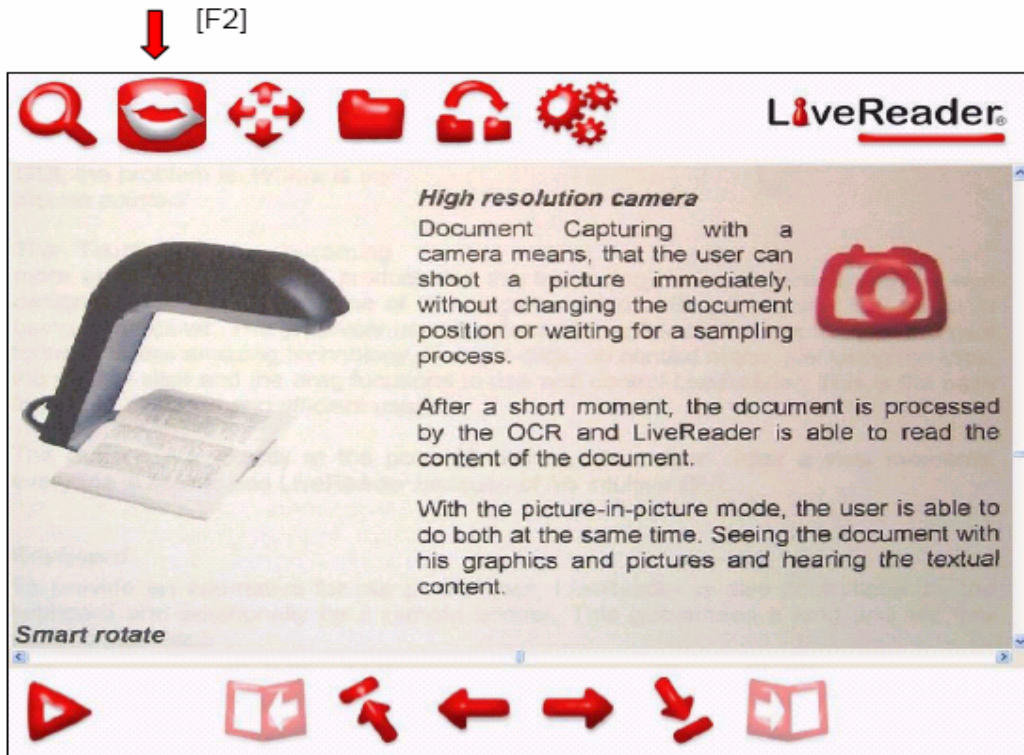 [F2]
LiveReader®
High resolution camera
Document Capturing with a
camera means, that the user can
shoot a picture immediately,
without changing the document
position or waiting for a sampling
process.
After a short moment, the document is processed
by the OCR and LiveReader is able to read the
content of the document.
With the picture-in-picture mode, the user is able to
do both at the same time. Seeing the document with
his graphics and pictures and hearing the textual
content.
Smart rotate